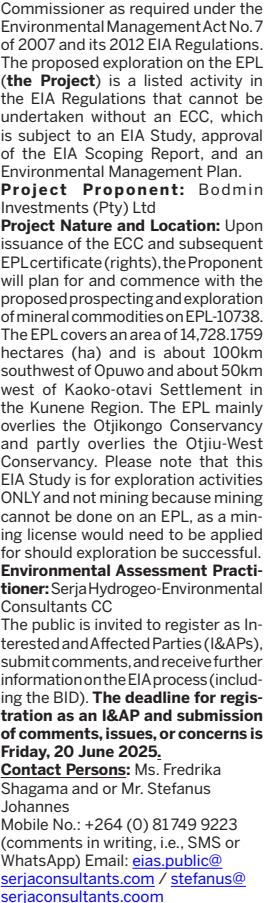 Commissioner as required under the
Environmental Management Act No. 7
of 2007 and its 2012 EIA Regulations.
The proposed exploration on the EPL
(the Project) is a listed activity in
the EIA Regulations that cannot be
undertaken without an ECC, which
is subject to an EIA Study, approval
of the EIA Scoping Report, and an
Environmental Management Plan.
Project Proponent: Bodmin
Investments (Pty) Ltd
Project Nature and Location: Upon
issuance of the ECC and subsequent
EPL certificate (rights), the Proponent
will plan for and commence with the
proposed prospecting and exploration
of mineral commodities on EPL-10738.
The EPL covers an area of 14,728.1759
hectares (ha) and is about 100km
southwest of Opuwo and about 50km
west of Kaoko-otavi Settlement in
the Kunene Region. The EPL mainly
overlies the Otjikongo Conservancy
and partly overlies the Otjiu-West
Conservancy. Please note that this
EIA Study is for exploration activities
ONLY and not mining because mining
cannot be done on an EPL, as a min-
ing license would need to be applied
for should exploration be successful.
Environmental Assessment Practi-
tioner: Serja Hydrogeo-Environmental
Consultants CC
The public is invited to register as In-
terested and Affected Parties (I&APs),
submit comments, and receive further
information on the EIA process (includ-
ing the BID). The deadline for regis-
tration as an I&AP and submission
of comments, issues, or concerns is
Friday, 20 June 2025.
Contact Persons: Ms. Fredrika
Shagama and or Mr. Stefanus
Johannes
Mobile No.: +264 (0) 81 749 9223
(comments in writing, i.e., SMS or
WhatsApp) Email: eias.public@
serjaconsultants.com / stefanus@
serjaconsultants.coom